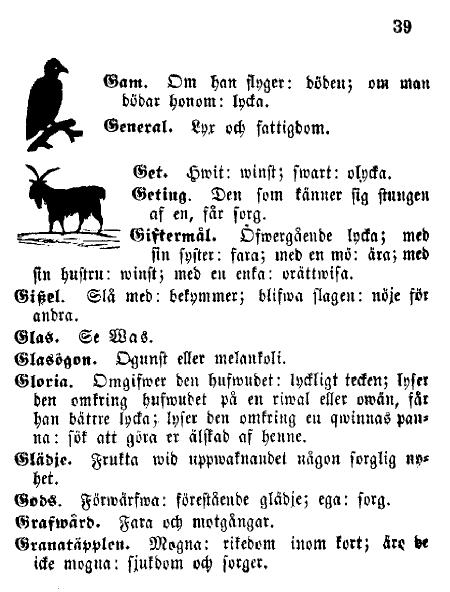 39
Gam. Om han flyger: döden; om man
dödar honom: lycka.
General. Lyx och fattigdom.
Get. Hwit: winst; swart: olycka.
Geting. Den som känner sig stungen
af en, får sorg.
Giftermål. Öfwergående lycka; med
sin syster: fara; med en mö: ära; med
sin hustru: winst; med en enka: orättwisa.
Gißel. Slå med: bekymmer; blifwa slagen: nöje för
andra.
Glas. Se Was.
Glasögon. Ogunst eller melankoli.
Gloria. Omgifwer den hufwudet: lyckligt tecken; lyser
den omkring hufwudet på en riwal eller owän, får
han bättre lycka; lyser den omkring en qwinnas pan-
na: sök att göra er älskad af henne.
Glädje. Frukta wid uppwaknandet någon sorglig ny-
het.
Gods. Förwärfwa: förestående glädje; ega: sorg.
Grafwård. Fara och motgångar.
Granatäpplen. Mogna: rikedom inom kort; äro de
icke mogna: sjukdom och sorger.